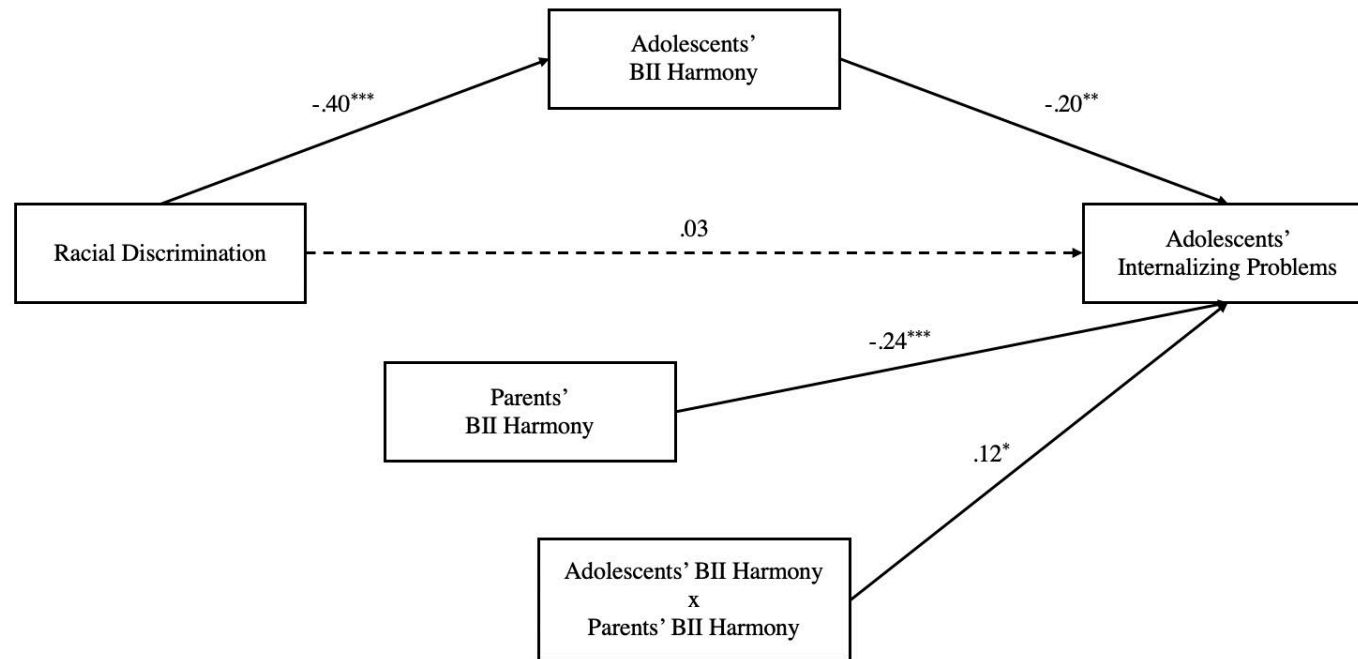 Adolescents’
BII Harmony
-.40***
-.20**
Racial Discrimination
.03
Adolescents’
Internalizing Problems
-.24***
Parents’
BII Harmony
.12*
Adolescents’ BII Harmony
x
Parents’ BII Harmony